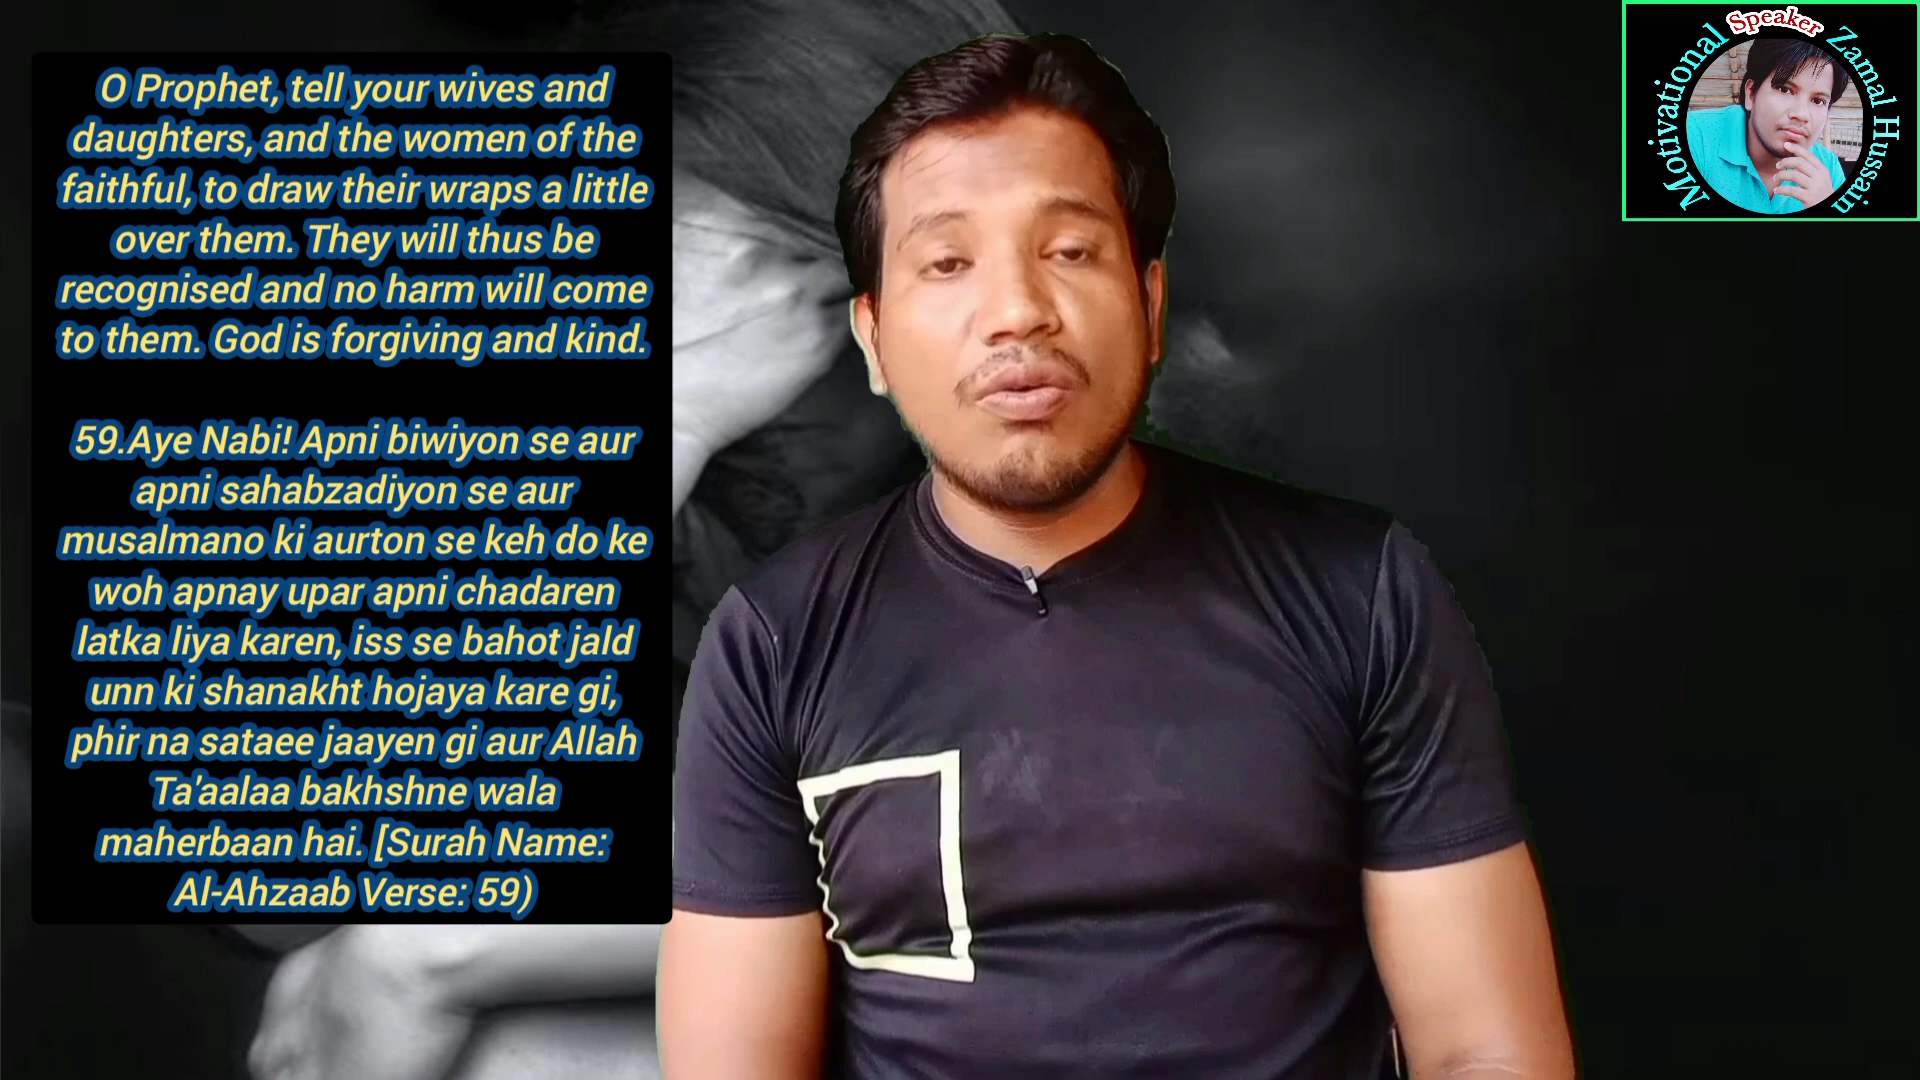 O Prophet, tell your wives and
daughters, and the women of the
faithful, to draw their wraps a little
over them. They will thus be
recognised and no harm will come
to them. God is forgiving and kind.
59.Aye Nabi! Apni biwiyon se aur
apni sahabzadiyon se aur
musalmano ki aurton se keh do ke
woh apnay upar apni chadaren
latka liya karen, iss se bahot jald
unn ki shanakht hojaya kare gi,
phir na sataee jaayen gi aur Allah
Ta'aalaa bakhshne wala
maherbaan hai. [Surah Name:
Al-Ahzaab Verse: 59)
Motivational Speaker Zamal Hussain